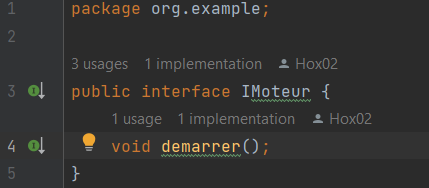 1 package org.example;
2
3 usages 1 implementation Hox02
3 public interface IMoteur {
1 usage 1 implementation Hox02
4 void demarrer();
5 }